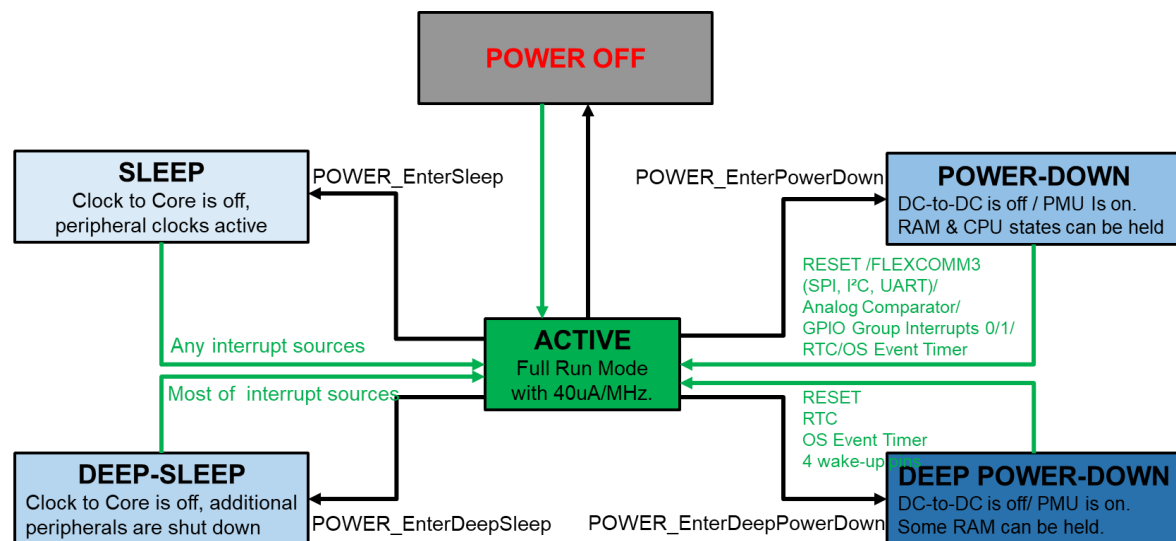 POWER OFF
SLEEP
Clock to Core is off,
peripheral clocks active
POWER_EnterSleep
POWER_EnterPowerDown
POWER-DOWN
DC-to-DC is off / PMU Is on.
RAM & CPU states can be held
RESET /FLEXCOMM3
(SPI, I²C, UART)/
Analog Comparator/
GPIO Group Interrupts 0/1/
RTC/OS Event Timer
ACTIVE
Full Run Mode
with 40uA/MHz.
Any interrupt sources
Most of interrupt sources
RESET
RTC
OS Event Timer
4 wake-up pins
DEEP-SLEEP
Clock to Core is off, additional
peripherals are shut down
POWER_EnterDeepSleep
POWER_EnterDeepPowerDown
DEEP POWER-DOWN
DC-to-DC is off/ PMU is on.
Some RAM can be held.